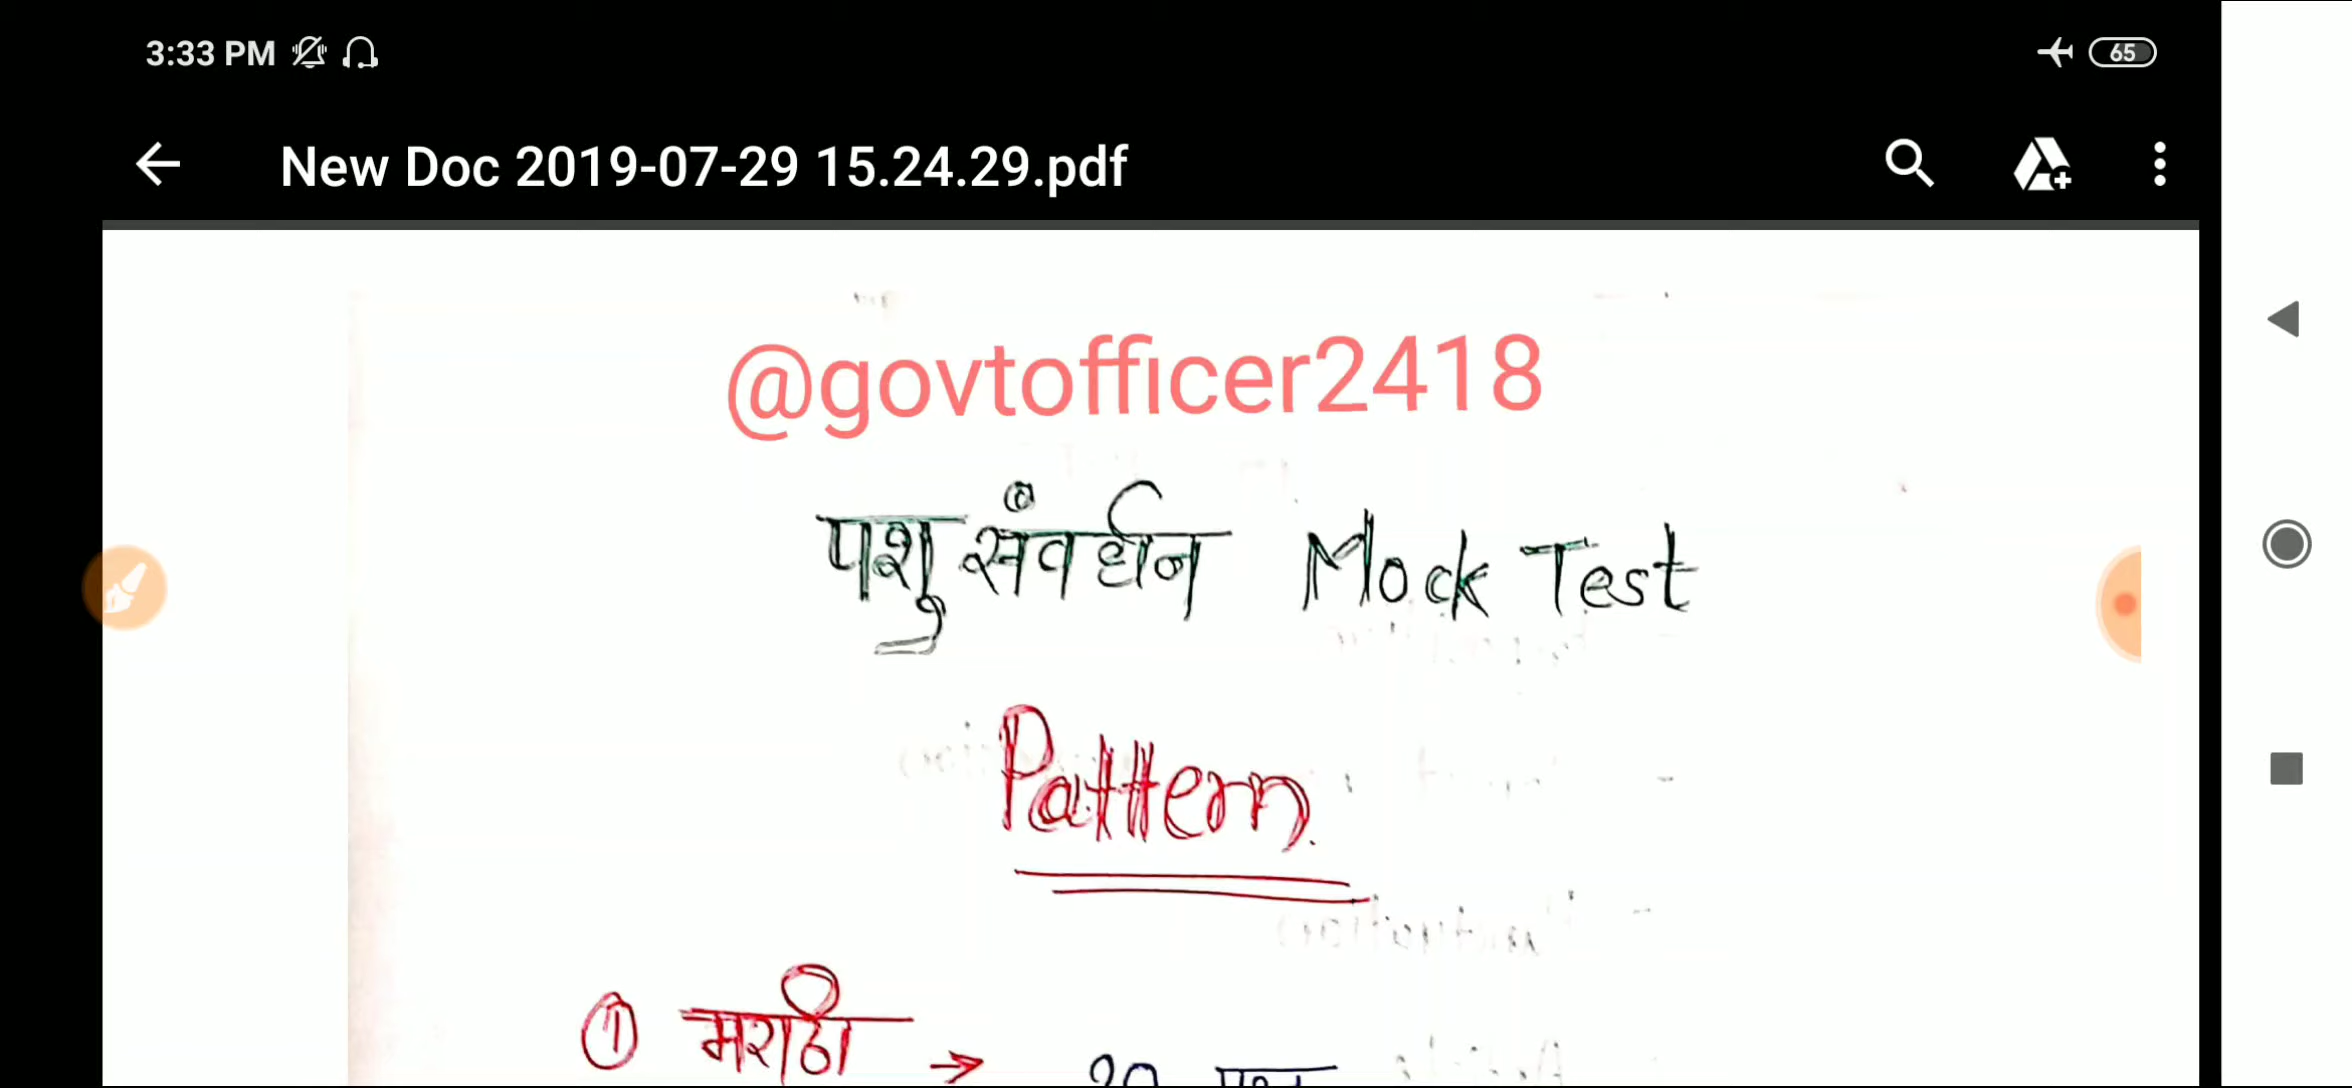 3:33 PM 65
New Doc 2019-07-29 15.24.29.pdf
@govtofficer2418
पशुसंवर्धन Mock Test
Pattern
① मराठी →